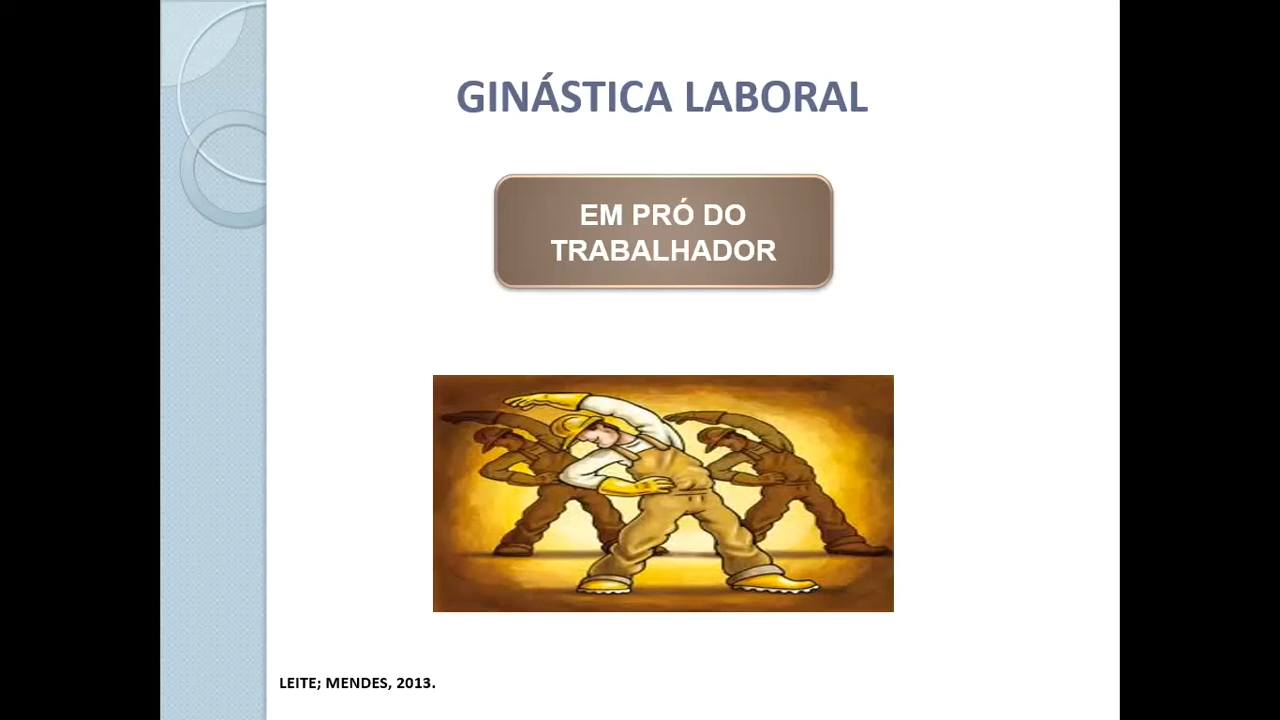 GINÁSTICA LABORAL
EM PRÓ DO
TRABALHADOR
LEITE; MENDES, 2013.